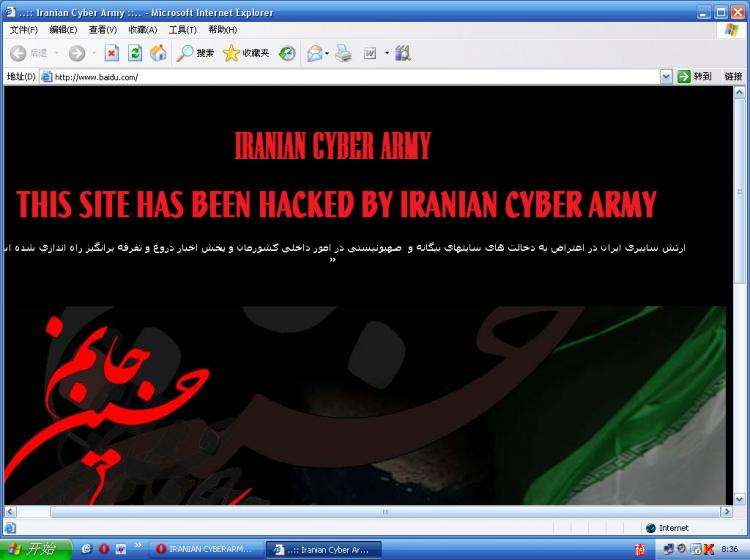 ..:: Iranian Cyber Army ::.. - Microsoft Internet Explorer
文件(F) 编辑(E) 查看(V) 收藏(A) 工具(T) 帮助(H)
后退 搜索 收藏夹
地址(D) http://www.baidu.com/ 转到 链接
IRANIAN CYBER ARMY
THIS SITE HAS BEEN HACKED BY IRANIAN CYBER ARMY
ارتش سایبری ایران در اعتراض به دخالت های سایتهای بیگانه و صهیونیستی در امور داخلی کشورمان و پخش اخبار دروغ و تفرقه برانگیز راه اندازی شده
»
جانم
حسین
Internet
开始 IRANIAN CYBERARM... ..:: Iranian Cyber Ar... 8:36